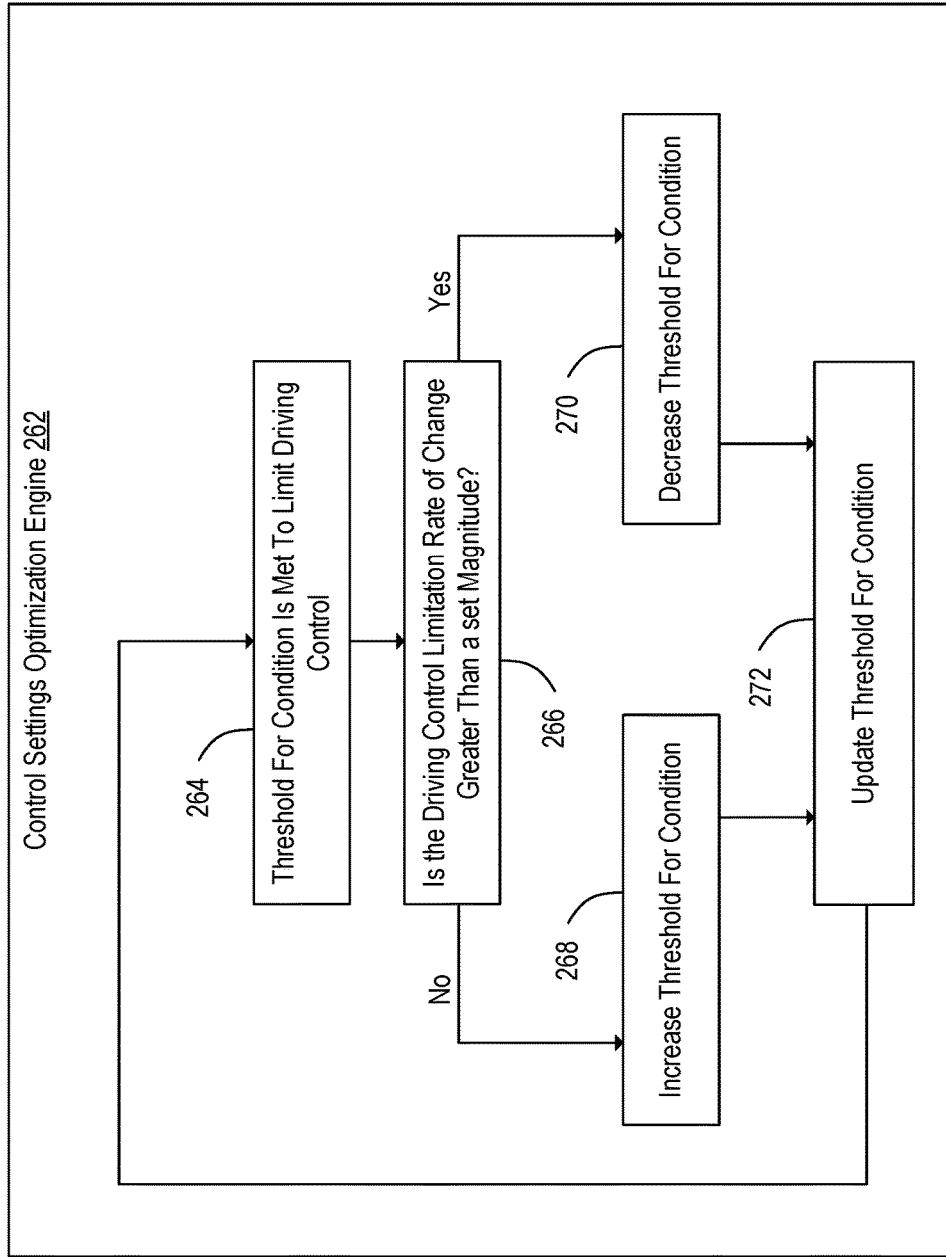 Control Settings Optimization Engine 262
Threshold For Condition Is Met To Limit Driving
Control
264
Is the Driving Control Limitation Rate of Change
Greater Than a set Magnitude?
266
No
Yes
268
Increase Threshold For Condition
270
Decrease Threshold For Condition
272
Update Threshold For Condition